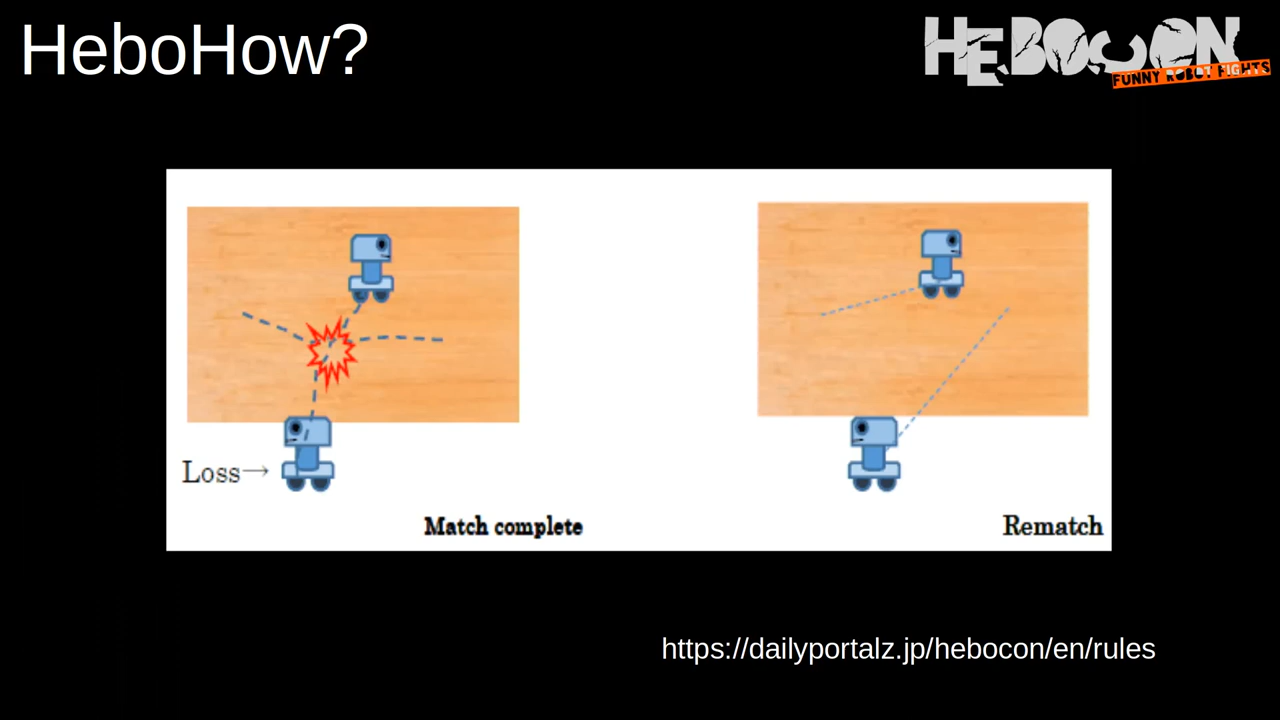 HeboHow?
HEBOCON
FUNNY ROBOT FIGHTS
Loss→
Match complete
Rematch
https://dailyportalz.jp/hebocon/en/rules